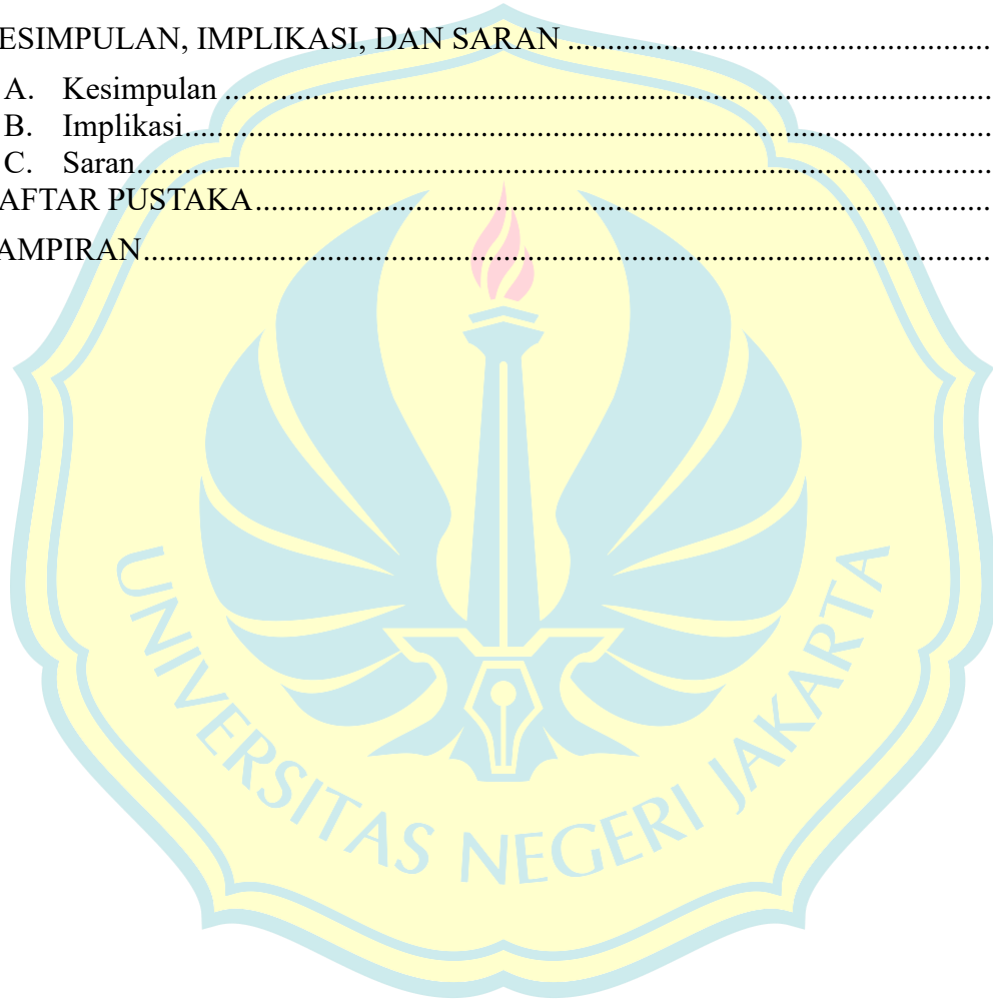 ESIMPULAN, IMPLIKASI, DAN SARAN ....................................................
A. Kesimpulan ................................................................................................
B. Implikasi.....................................................................................................
C. Saran...........................................................................................................
AFTAR PUSTAKA............................................................................................
AMPIRAN.........................................................................................................
UNIVERSITAS NEGERI JAKARTA